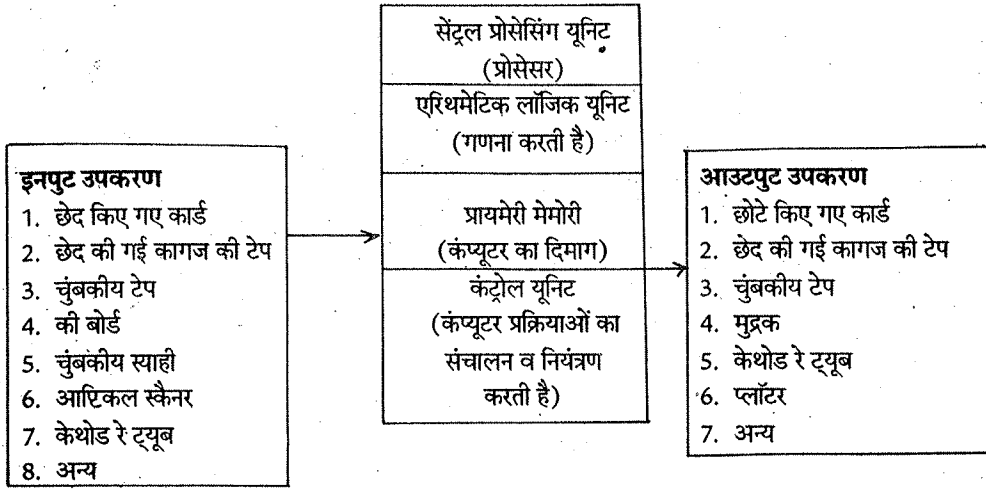 सेंट्रल प्रोसेसिंग यूनिट
(प्रोसेसर)
एरिथमेटिक लॉजिक यूनिट
(गणना करती है)
इनपुट उपकरण
1. छेद किए गए कार्ड
2. छेद की गई कागज की टेप
3. चुंबकीय टेप
4. की बोर्ड
5. चुंबकीय स्याही
6. आप्टिकल स्कैनर
7. केथोड रे ट्यूब
8. अन्य
प्रायमेरी मेमोरी
(कंप्यूटर का दिमाग)
कंट्रोल यूनिट
(कंप्यूटर प्रक्रियाओं का
संचालन व नियंत्रण
करती है)
आउटपुट उपकरण
1. छोटे किए गए कार्ड
2. छेद की गई कागज की टेप
3. चुंबकीय टेप
4. मुद्रक
5. केथोड रे ट्यूब
6. प्लॉटर
7. अन्य